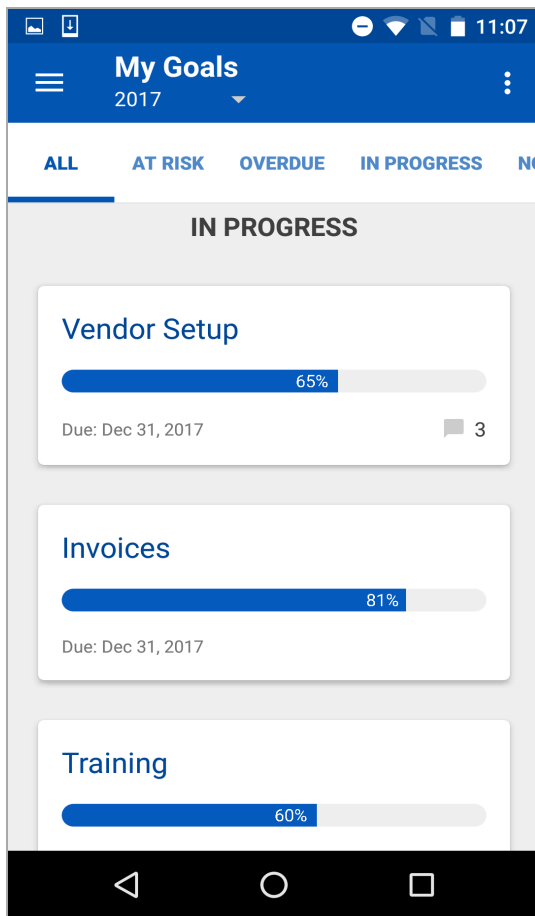 11:07
My Goals
2017
ALL AT RISK OVERDUE IN PROGRESS
IN PROGRESS
Vendor Setup
65%
Due: Dec 31, 2017 3
Invoices
81%
Due: Dec 31, 2017
Training
60%